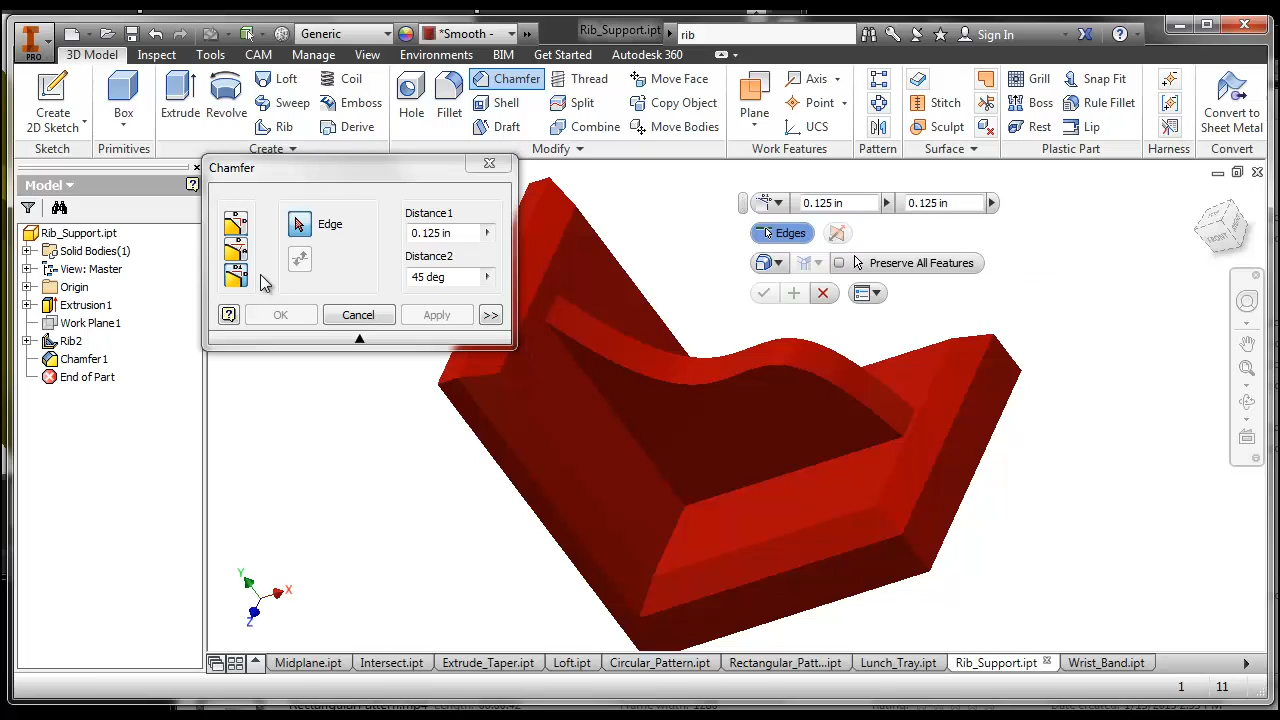 Generic
*Smooth -
Rib_Support.ipt
rib
Sign In
PRO
3D Model Inspect Tools CAM Manage View Environments BIM Get Started Autodesk 360
Create
2D Sketch
Sketch
Box
Primitives
Extrude
Revolve
Loft
Sweep
Rib
Coil
Emboss
Derive
Create
Hole
Fillet
Chamfer
Shell
Draft
Thread
Split
Combine
Move Face
Copy Object
Move Bodies
Modify
Plane
Axis
Point
UCS
Work Features
Pattern
Stitch
Sculpt
Surface
Grill
Boss
Rest
Snap Fit
Rule Fillet
Lip
Plastic Part
Harness
Convert to
Sheet Metal
Convert
Model
Rib_Support.ipt
Solid Bodies(1)
View: Master
Origin
Extrusion1
Work Plane1
Rib2
Chamfer1
End of Part
Chamfer
Edge
Distance1
0.125 in
Distance2
45 deg
OK
Cancel
Apply
>>
0.125 in
0.125 in
Edges
Preserve All Features
FRONT
Y
X
Z
Midplane.ipt Intersect.ipt Extrude_Taper.ipt Loft.ipt Circular_Pattern.ipt Rectangular_Patt...ipt Lunch_Tray.ipt Rib_Support.ipt Wrist_Band.ipt
1 11